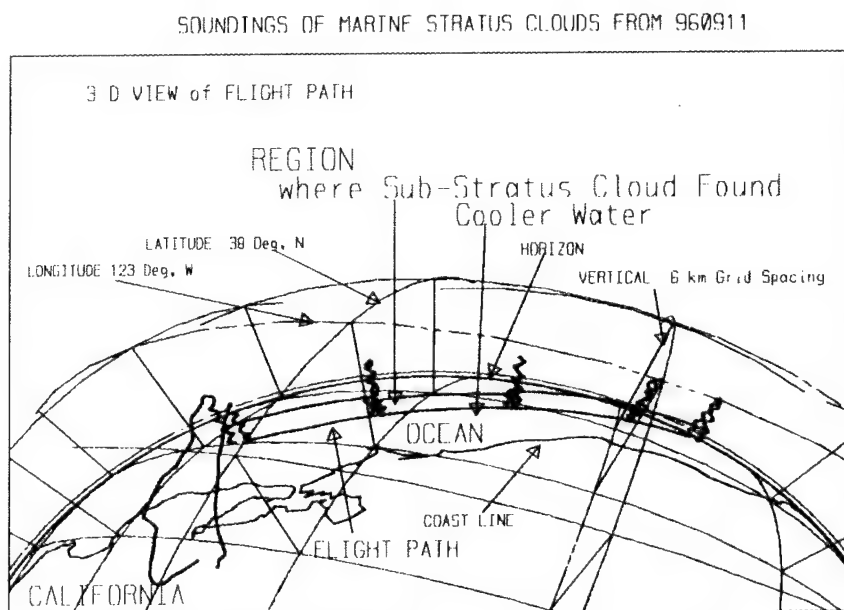 SOUNDINGS OF MARINE STRATUS CLOUDS FROM 960911
3 D VIEW of FLIGHT PATH
REGION
where Sub-Stratus Cloud Found
Cooler Water
LATITUDE 38 Deg, N
HORIZON
LONGITUDE 123 Deg, W
VERTICAL 6 km Grid Spacing
OCEAN
COAST LINE
FLIGHT PATH
CALIFORNIA